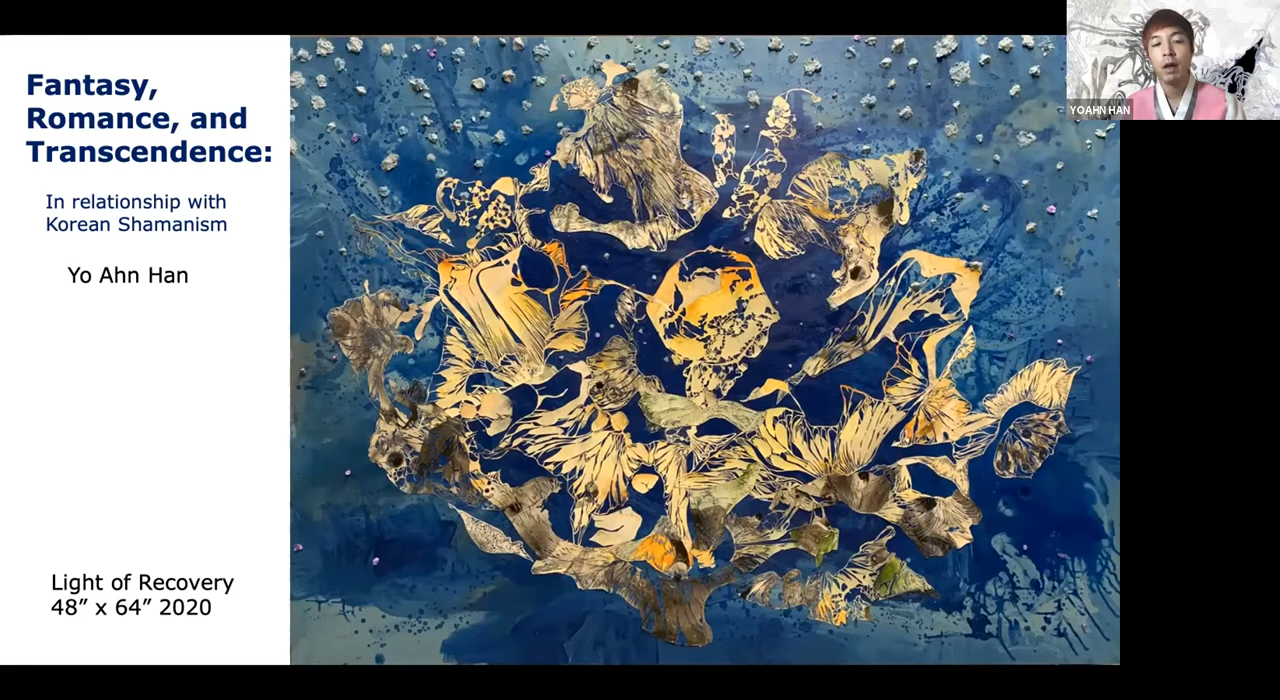 Fantasy,
Romance, and
Transcendence:
In relationship with
Korean Shamanism
Yo Ahn Han
Light of Recovery
48” x 64” 2020
YOAHN HAN